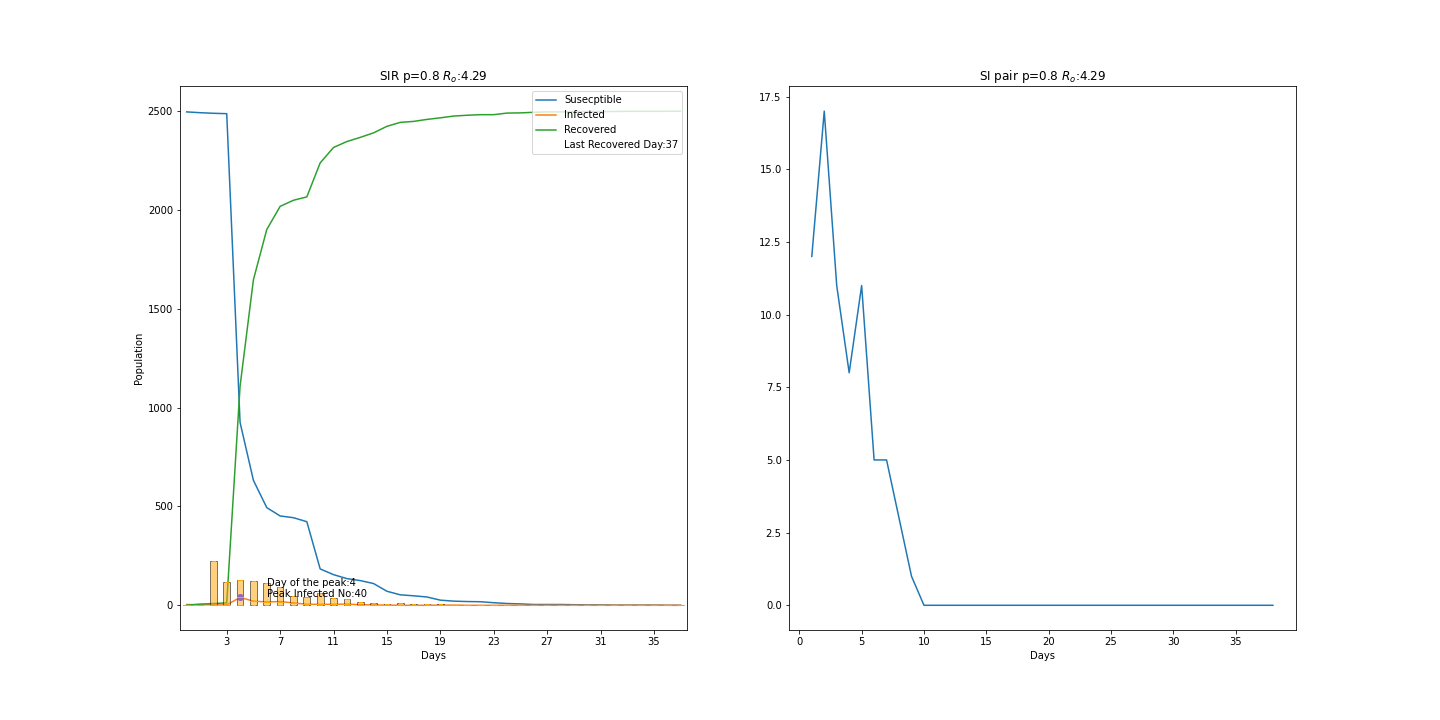 SIR p=0.8 Rₒ:4.29
Susecptible
Infected
Recovered
Last Recovered Day:37
2500
2000
1500
1000
500
0
Population
Day of the peak:4
Peak Infected No:40
3 7 11 15 19 23 27 31 35
Days
SI pair p=0.8 Rₒ:4.29
17.5
15.0
12.5
10.0
7.5
5.0
2.5
0.0
0 5 10 15 20 25 30 35
Days